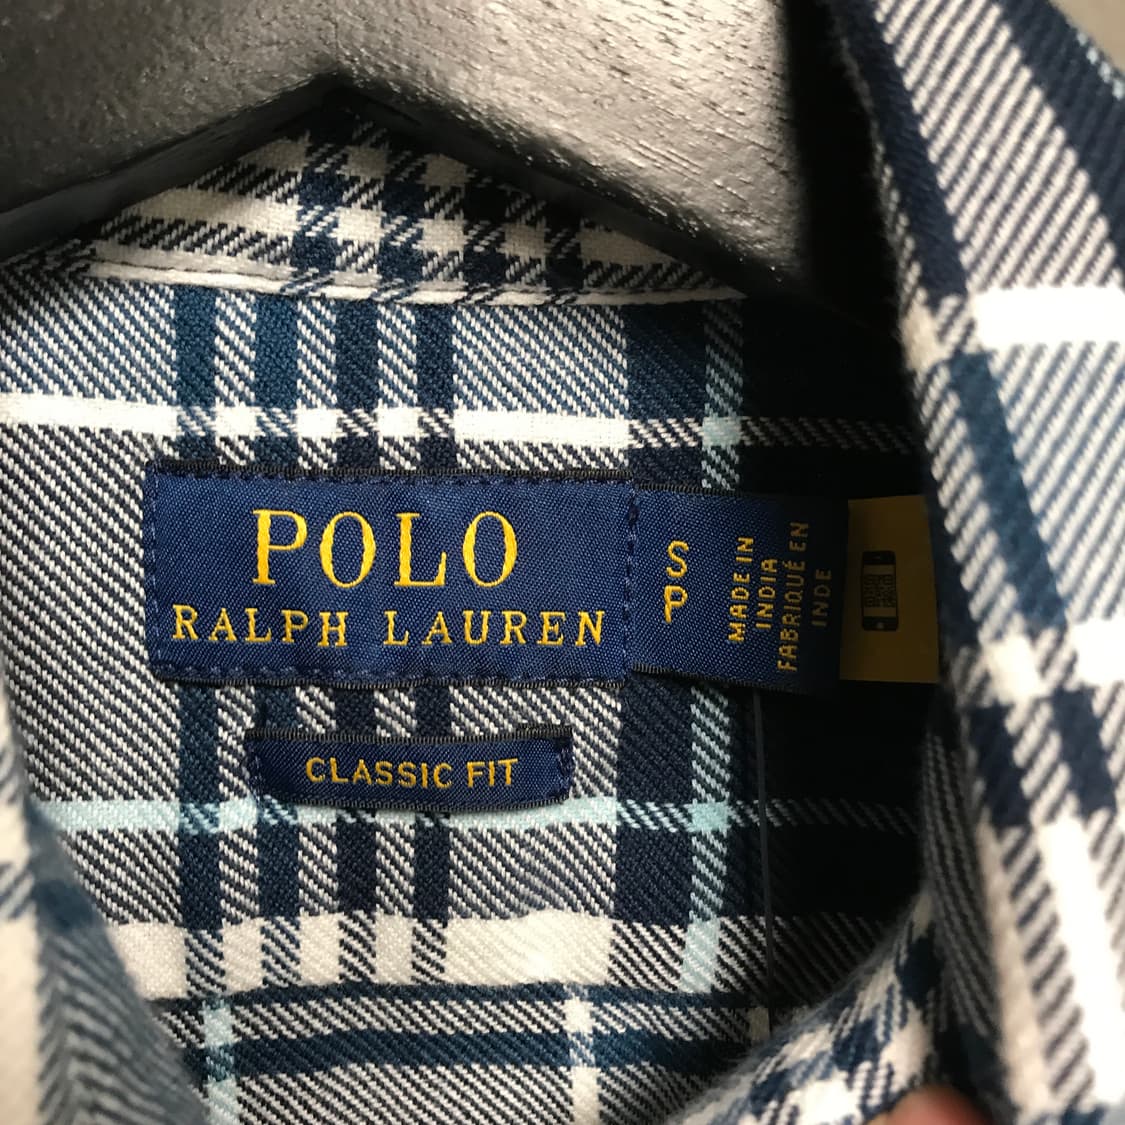 POLO
RALPH LAUREN
S
P
MADE IN
INDIA
FABRIQUÉ EN
INDE
CLASSIC FIT